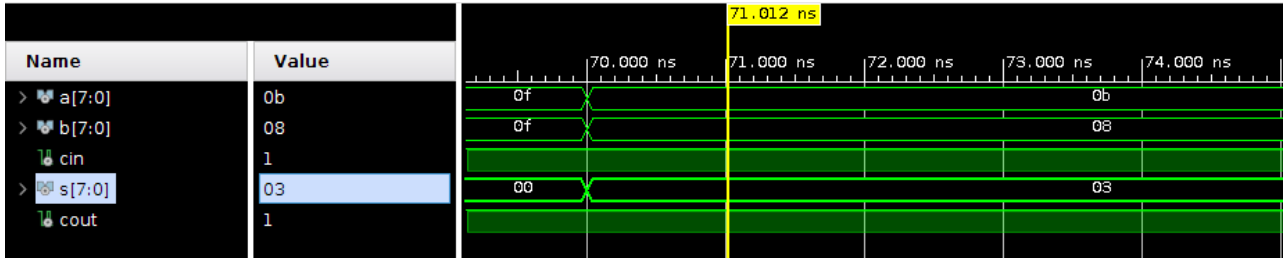 71.012 ns
Name Value
70.000 ns 71.000 ns 72.000 ns 73.000 ns 74.000 ns
a[7:0] 0b 0f 0b
b[7:0] 08 0f 08
cin 1
s[7:0] 03 00 03
cout 1